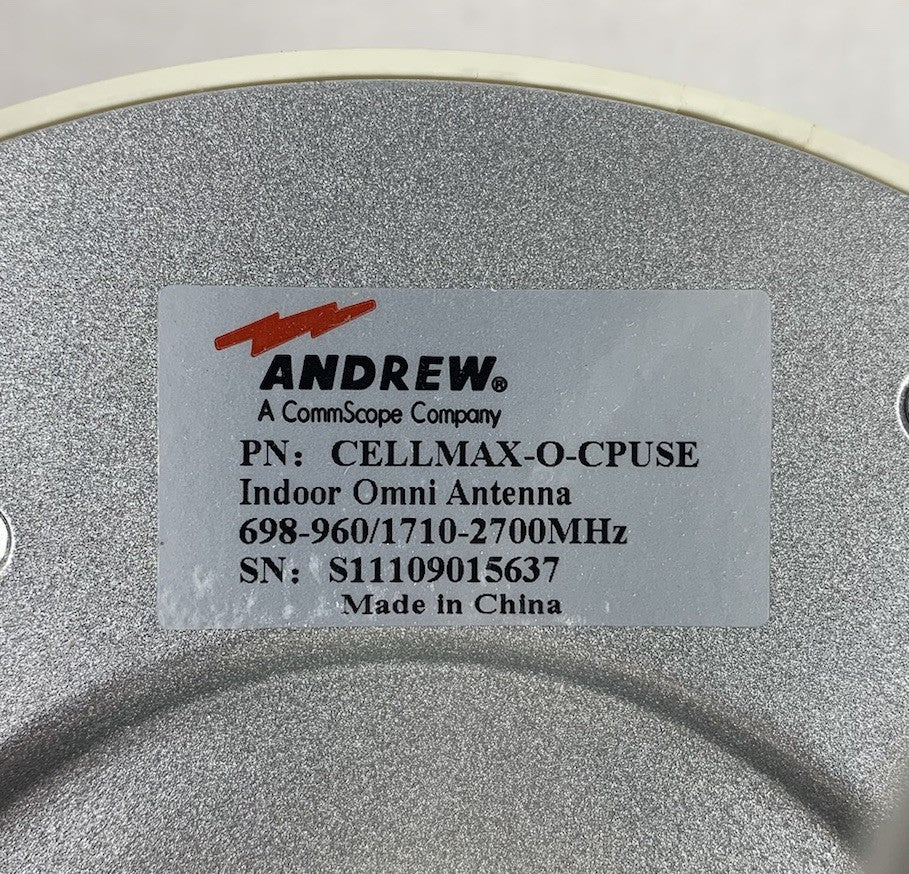 ANDREW®
A CommScope Company
PN： CELLMAX-O-CPUSE
Indoor Omni Antenna
698-960/1710-2700MHz
SN： S11109015637
Made in China